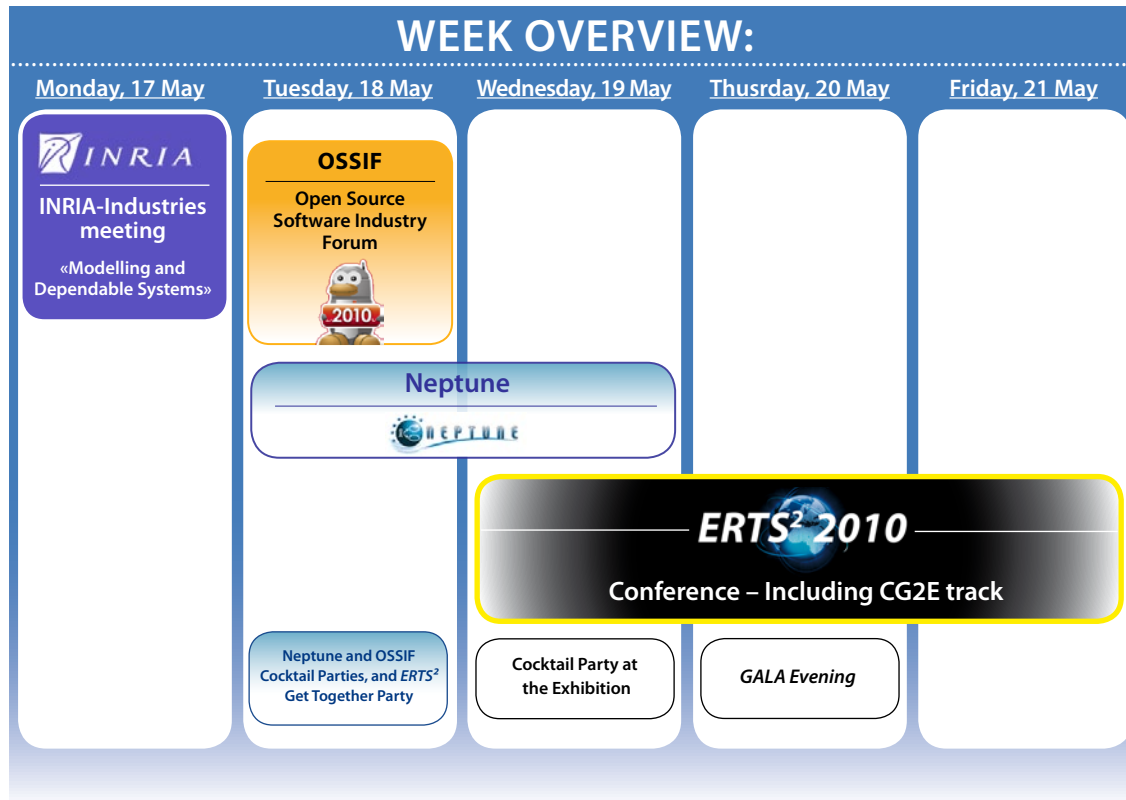 WEEK OVERVIEW:
Monday, 17 May
Tuesday, 18 May
Wednesday, 19 May
Thusrday, 20 May
Friday, 21 May
INRIA
INRIA-Industries
meeting
«Modelling and
Dependable Systems»
OSSIF
Open Source
Software Industry
Forum
2010
Neptune
NEPTUNE
ERTS² 2010
Conference – Including CG2E track
Neptune and OSSIF
Cocktail Parties, and ERTS²
Get Together Party
Cocktail Party at
the Exhibition
GALA Evening